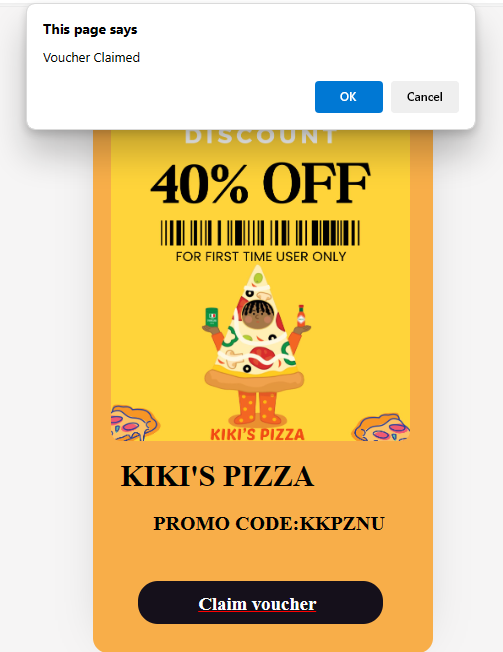 This page says
Voucher Claimed
OK
Cancel
DISCOUNT
40% OFF
FOR FIRST TIME USER ONLY
KIKI'S PIZZA
KIKI'S PIZZA
PROMO CODE:KKPZNU
Claim voucher